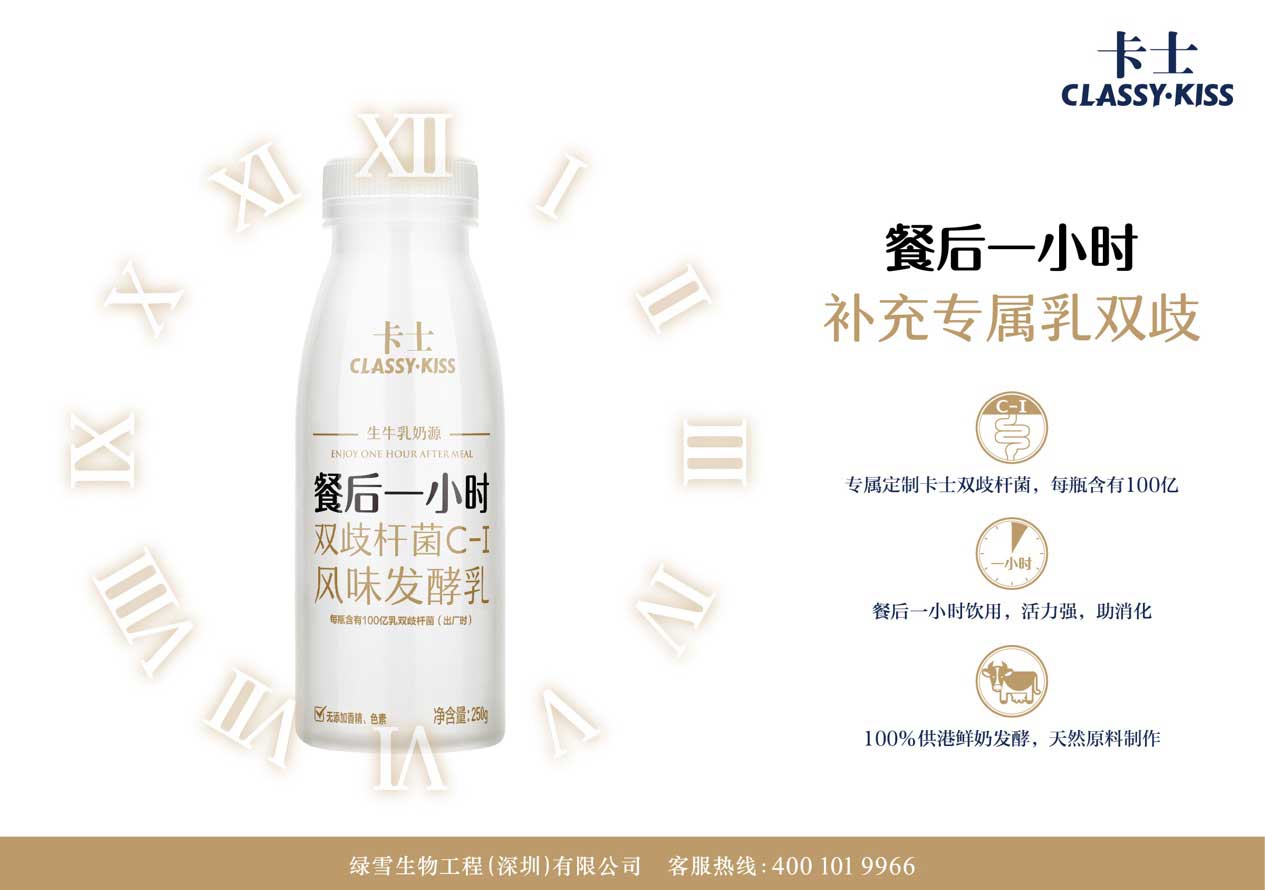 卡士
CLASSY·KISS
XII
I
II
III
IV
V
VI
VII
VIII
IX
X
XI
卡士
CLASSY·KISS
生牛乳奶源
ENJOY ONE HOUR AFTER MEAL
餐后一小时
双歧杆菌C-I
风味发酵乳
每瓶含有100亿乳双歧杆菌（出厂时）
无添加香精、色素
净含量:250g
餐后一小时
补充专属乳双歧
C-I
专属定制卡士双歧杆菌，每瓶含有100亿
一小时
餐后一小时饮用，活力强，助消化
100%供港鲜奶发酵，天然原料制作
绿雪生物工程(深圳)有限公司 客服热线:400 101 9966